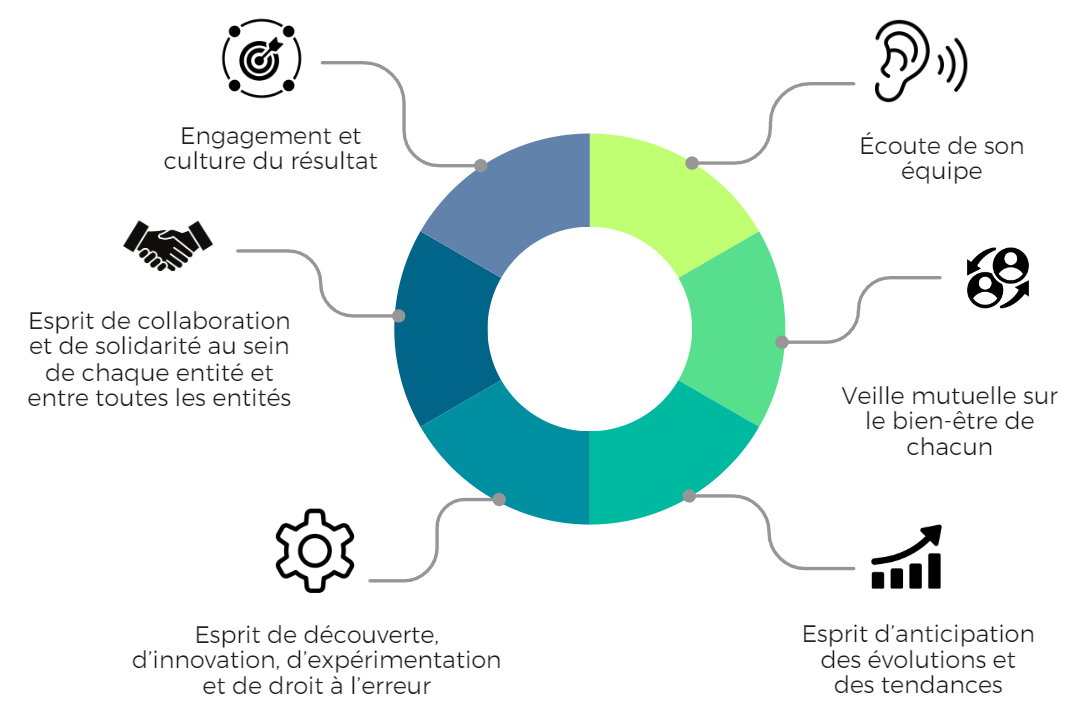 Engagement et
culture du résultat
Écoute de son
équipe
Esprit de collaboration
et de solidarité au sein
de chaque entité et
entre toutes les entités
Veille mutuelle sur
le bien-être de
chacun
Esprit de découverte,
d'innovation, d'expérimentation
et de droit à l'erreur
Esprit d'anticipation
des évolutions et
des tendances